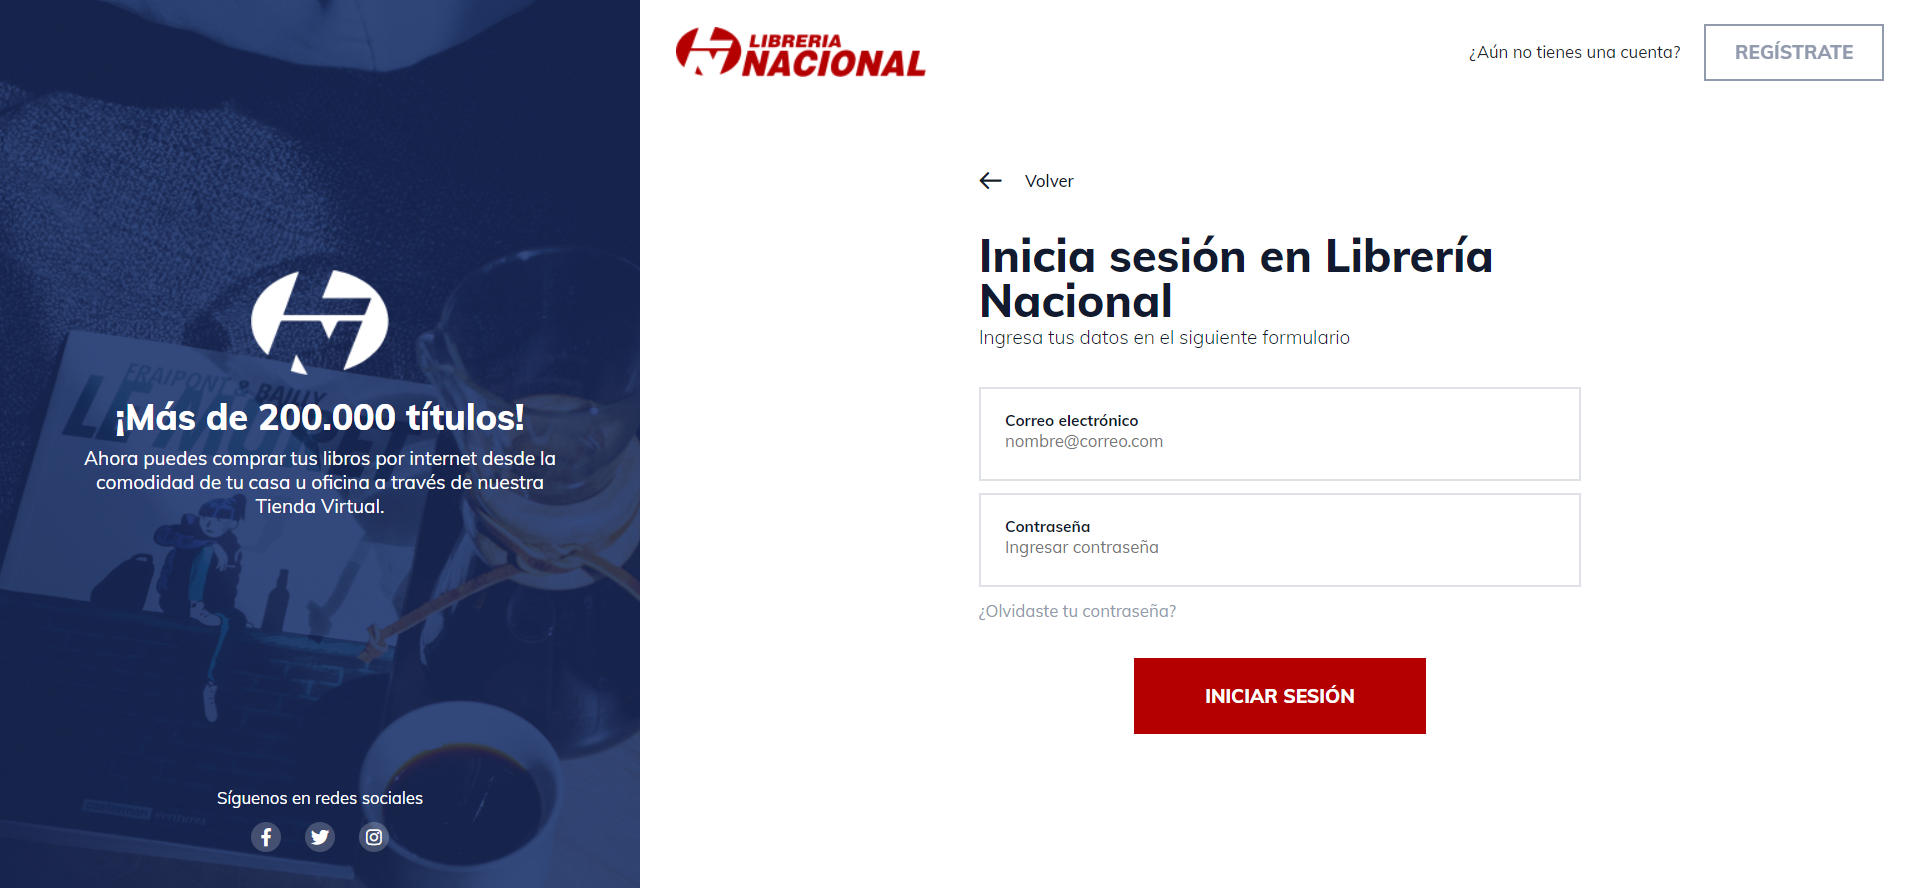 FRAIPONT & BAILLY
¡Más de 200.000 títulos!
Ahora puedes comprar tus libros por internet desde la
comodidad de tu casa u oficina a través de nuestra
Tienda Virtual.
Síguenos en redes sociales
LIBRERIA
NACIONAL
¿Aún no tienes una cuenta?
REGÍSTRATE
Volver
Inicia sesión en Librería
Nacional
Ingresa tus datos en el siguiente formulario
Correo electrónico
nombre@correo.com
Contraseña
Ingresar contraseña
¿Olvidaste tu contraseña?
INICIAR SESIÓN